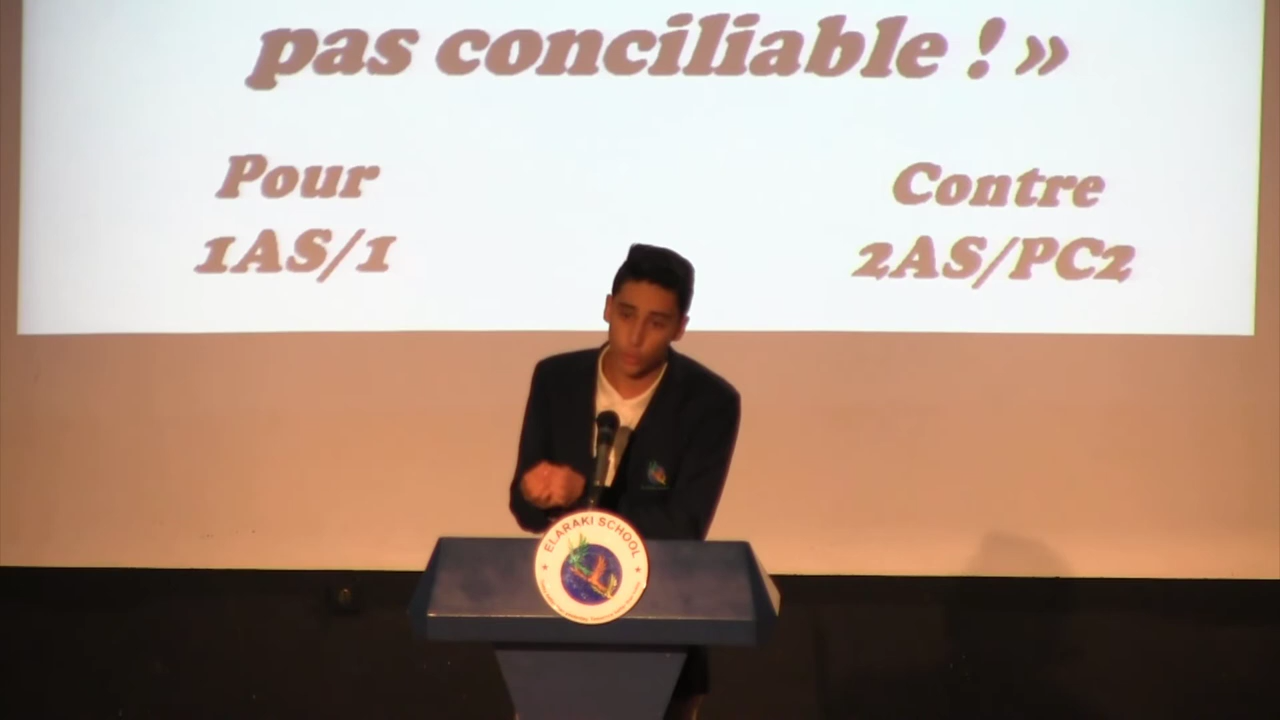 pas conciliable ! »
Pour
Contre
1AS/1
2AS/PC2
ELARAKI SCHOOL